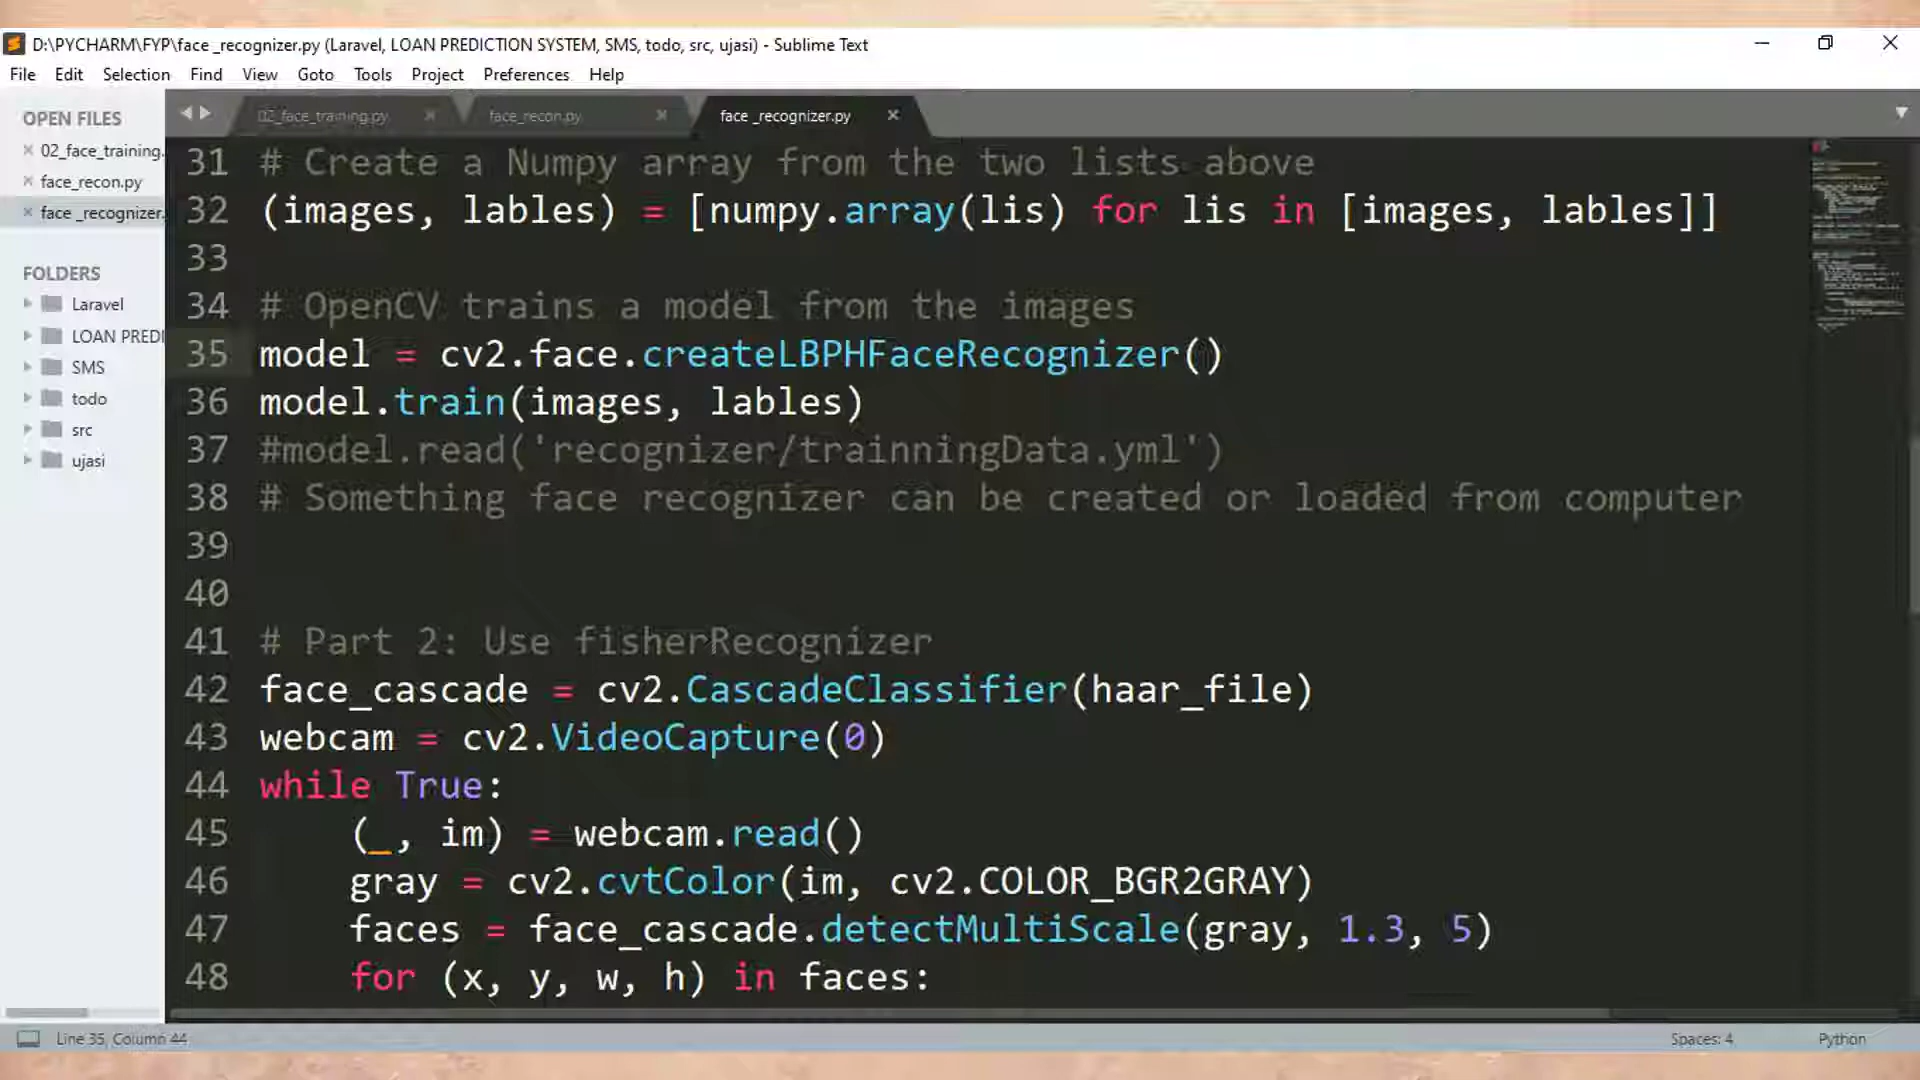 D:\PYCHARM\FYP\face _recognizer.py (Laravel, LOAN PREDICTION SYSTEM, SMS, todo, src, ujasi) - Sublime Text
File Edit Selection Find View Goto Tools Project Preferences Help
OPEN FILES
02_face_training.
face_recon.py
face _recognizer.
FOLDERS
Laravel
LOAN PREDI
SMS
todo
src
ujasi
02_face_training.py face_recon.py face _recognizer.py
31 # Create a Numpy array from the two lists above
32 (images, lables) = [numpy.array(lis) for lis in [images, lables]]
33
34 # OpenCV trains a model from the images
35 model = cv2.face.createLBPHFaceRecognizer()
36 model.train(images, lables)
37 #model.read('recognizer/trainningData.yml')
38 # Something face recognizer can be created or loaded from computer
39
40
41 # Part 2: Use fisherRecognizer
42 face_cascade = cv2.CascadeClassifier(haar_file)
43 webcam = cv2.VideoCapture(0)
44 while True:
45     (_, im) = webcam.read()
46     gray = cv2.cvtColor(im, cv2.COLOR_BGR2GRAY)
47     faces = face_cascade.detectMultiScale(gray, 1.3, 5)
48     for (x, y, w, h) in faces:
Line 35, Column 44 Spaces: 4 Python